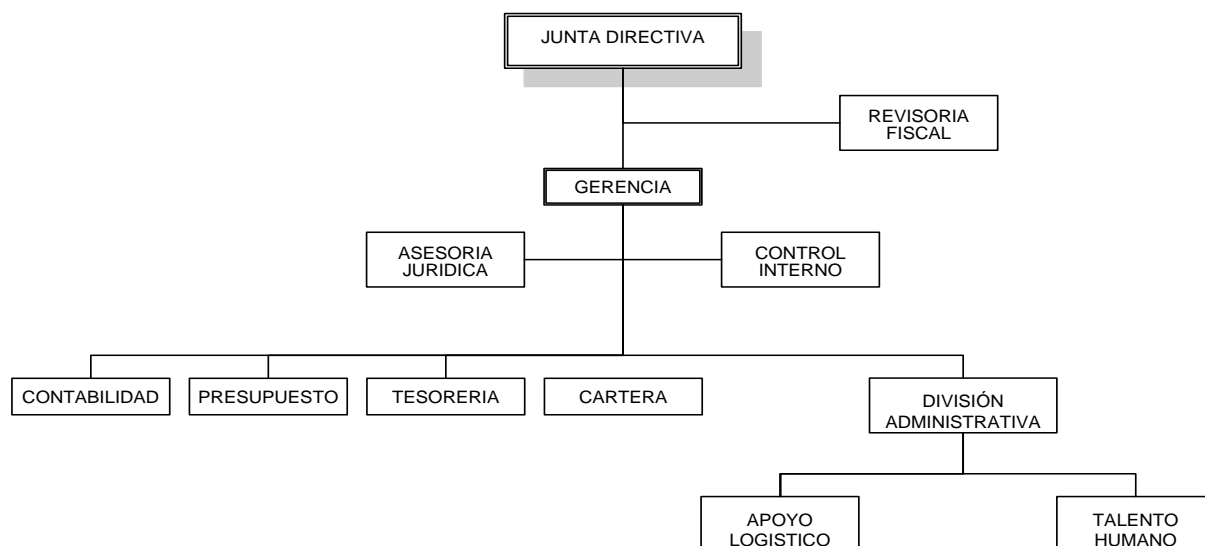 JUNTA DIRECTIVA
REVISORIA
FISCAL
GERENCIA
ASESORIA
JURIDICA
CONTROL
INTERNO
CONTABILIDAD
PRESUPUESTO
TESORERIA
CARTERA
DIVISIÓN
ADMINISTRATIVA
APOYO
LOGISTICO
TALENTO
HUMANO